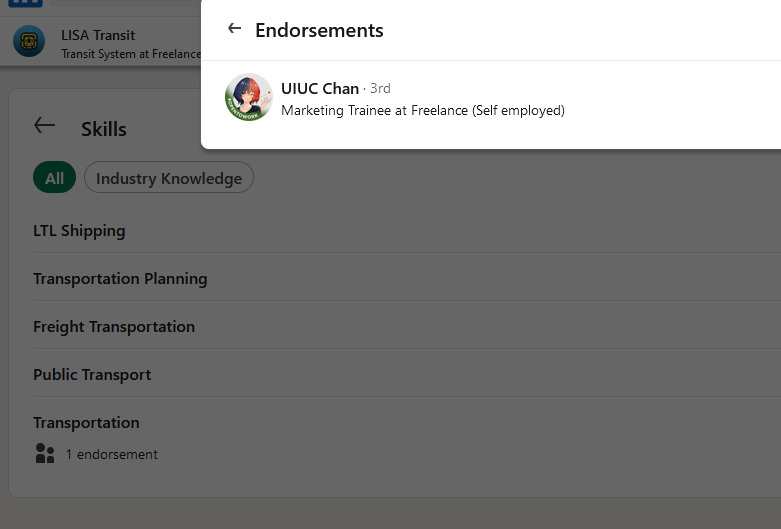 Endorsements
UIUC Chan · 3rd
Marketing Trainee at Freelance (Self employed)
LISA Transit
Transit System at Freelance
Skills
All
Industry Knowledge
LTL Shipping
Transportation Planning
Freight Transportation
Public Transport
Transportation
1 endorsement